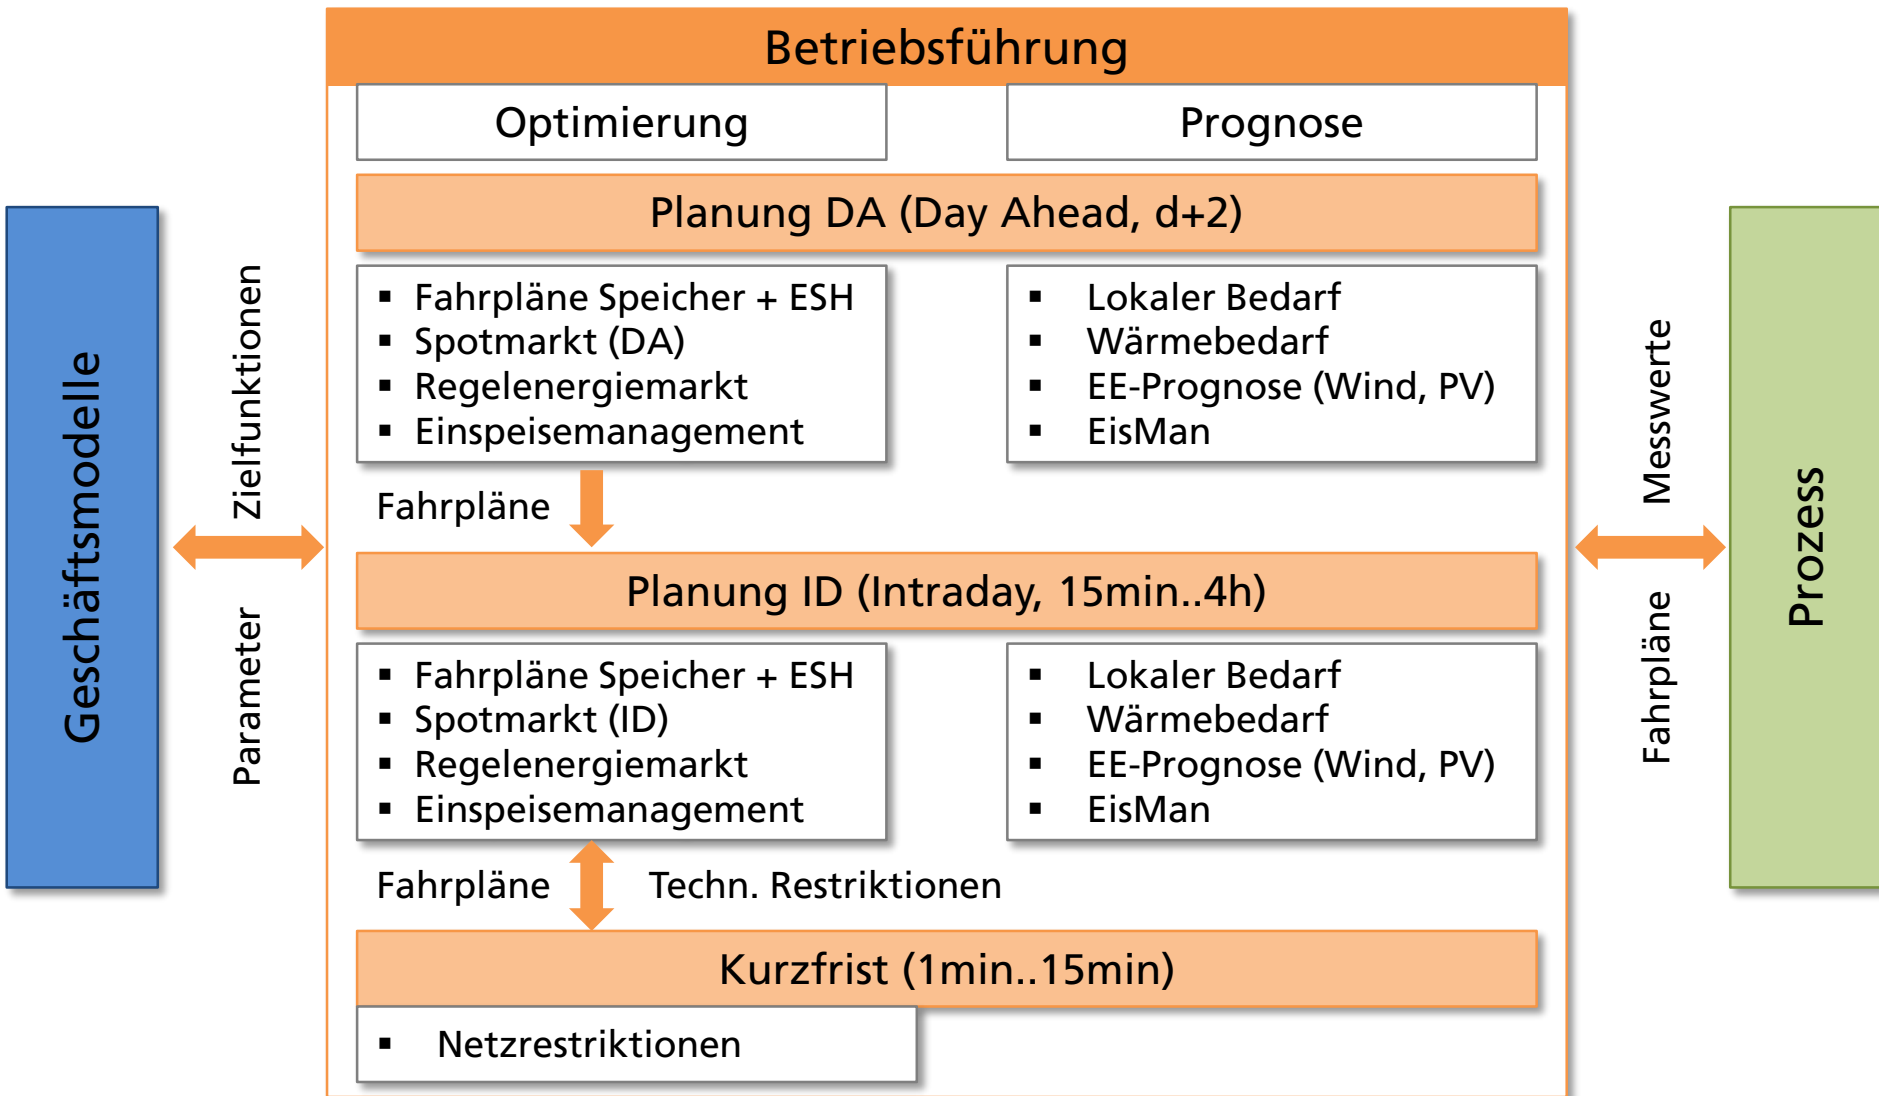 Betriebsführung
Optimierung
Prognose
Planung DA (Day Ahead, d+2)
▪ Fahrpläne Speicher + ESH
▪ Spotmarkt (DA)
▪ Regelenergiemarkt
▪ Einspeisemanagement
▪ Lokaler Bedarf
▪ Wärmebedarf
▪ EE-Prognose (Wind, PV)
▪ EisMan
Fahrpläne
Planung ID (Intraday, 15min..4h)
▪ Fahrpläne Speicher + ESH
▪ Spotmarkt (ID)
▪ Regelenergiemarkt
▪ Einspeisemanagement
▪ Lokaler Bedarf
▪ Wärmebedarf
▪ EE-Prognose (Wind, PV)
▪ EisMan
Fahrpläne
Techn. Restriktionen
Kurzfrist (1min..15min)
▪ Netzrestriktionen
Geschäftsmodelle
Zielfunktionen
Parameter
Messwerte
Fahrpläne
Prozess